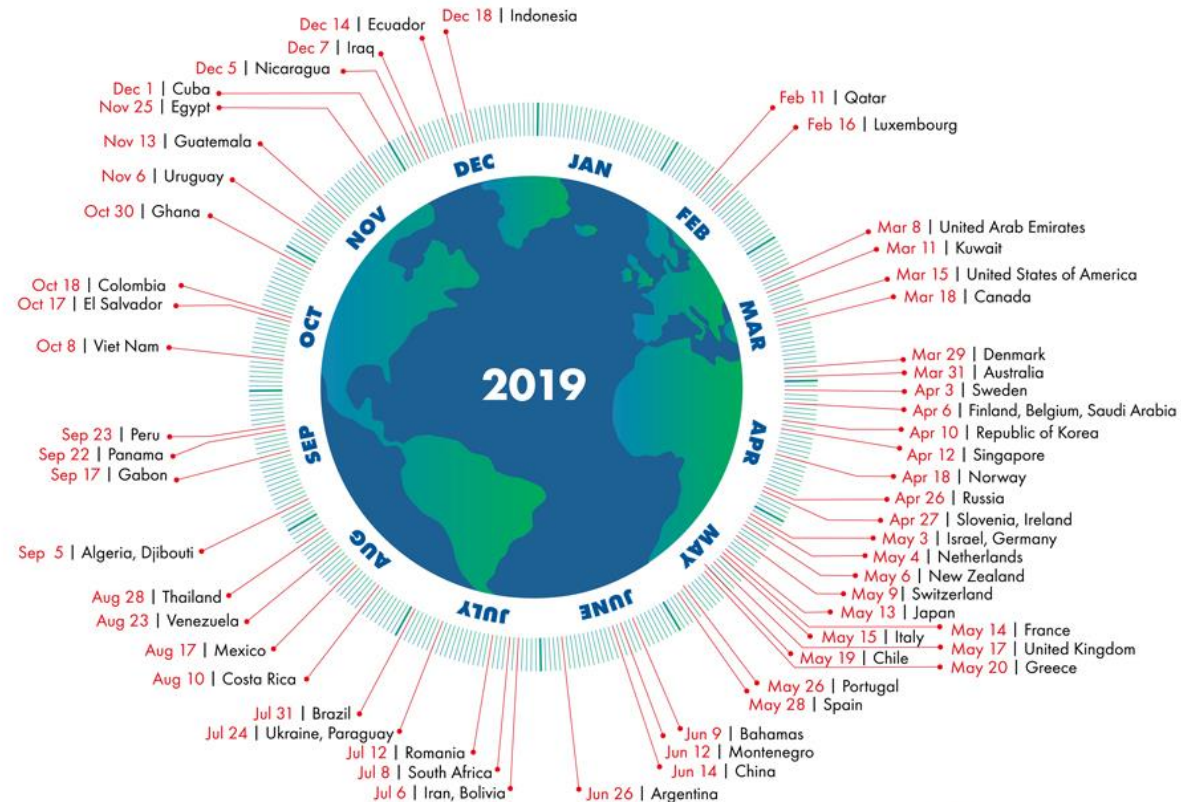 Dec 18 | Indonesia
Dec 14 | Ecuador
Dec 7 | Iraq
Dec 5 | Nicaragua
Dec 1 | Cuba
Nov 25 | Egypt
Nov 13 | Guatemala
Nov 6 | Uruguay
Oct 30 | Ghana
Oct 18 | Colombia
Oct 17 | El Salvador
Oct 8 | Viet Nam
Sep 23 | Peru
Sep 22 | Panama
Sep 17 | Gabon
Sep 5 | Algeria, Djibouti
Aug 28 | Thailand
Aug 23 | Venezuela
Aug 17 | Mexico
Aug 10 | Costa Rica
Jul 31 | Brazil
Jul 24 | Ukraine, Paraguay
Jul 12 | Romania
Jul 8 | South Africa
Jul 6 | Iran, Bolivia
JAN
FEB
MAR
APR
MAY
JUNE
JULY
AUG
SEP
OCT
NOV
DEC
2019
Feb 11 | Qatar
Feb 16 | Luxembourg
Mar 8 | United Arab Emirates
Mar 11 | Kuwait
Mar 15 | United States of America
Mar 18 | Canada
Mar 29 | Denmark
Mar 31 | Australia
Apr 3 | Sweden
Apr 6 | Finland, Belgium, Saudi Arabia
Apr 10 | Republic of Korea
Apr 12 | Singapore
Apr 18 | Norway
Apr 26 | Russia
Apr 27 | Slovenia, Ireland
May 3 | Israel, Germany
May 4 | Netherlands
May 6 | New Zealand
May 9 | Switzerland
May 13 | Japan
May 14 | France
May 15 | Italy
May 17 | United Kingdom
May 19 | Chile
May 20 | Greece
May 26 | Portugal
May 28 | Spain
Jun 9 | Bahamas
Jun 12 | Montenegro
Jun 14 | China
Jun 26 | Argentina